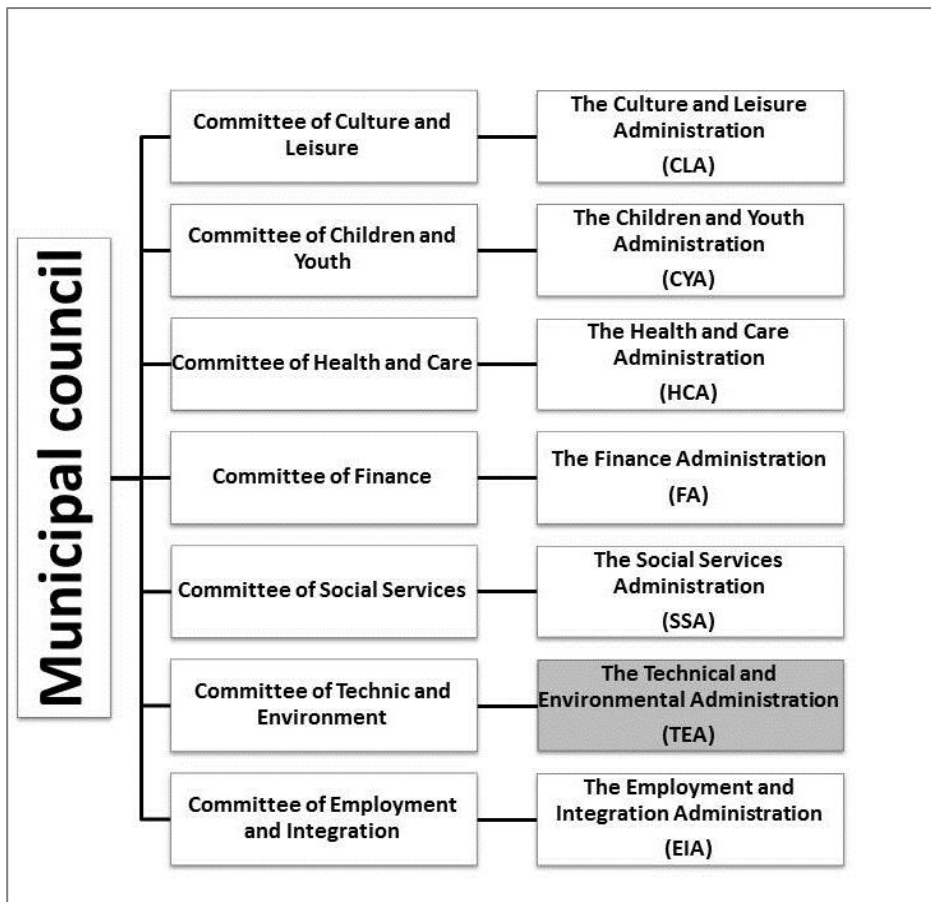 Municipal council
Committee of Culture and
Leisure
The Culture and Leisure
Administration
(CLA)
Committee of Children and
Youth
The Children and Youth
Administration
(CYA)
Committee of Health and Care
The Health and Care
Administration
(HCA)
Committee of Finance
The Finance Administration
(FA)
Committee of Social Services
The Social Services
Administration
(SSA)
Committee of Technic and
Environment
The Technical and
Environmental Administration
(TEA)
Committee of Employment
and Integration
The Employment and
Integration Administration
(EIA)